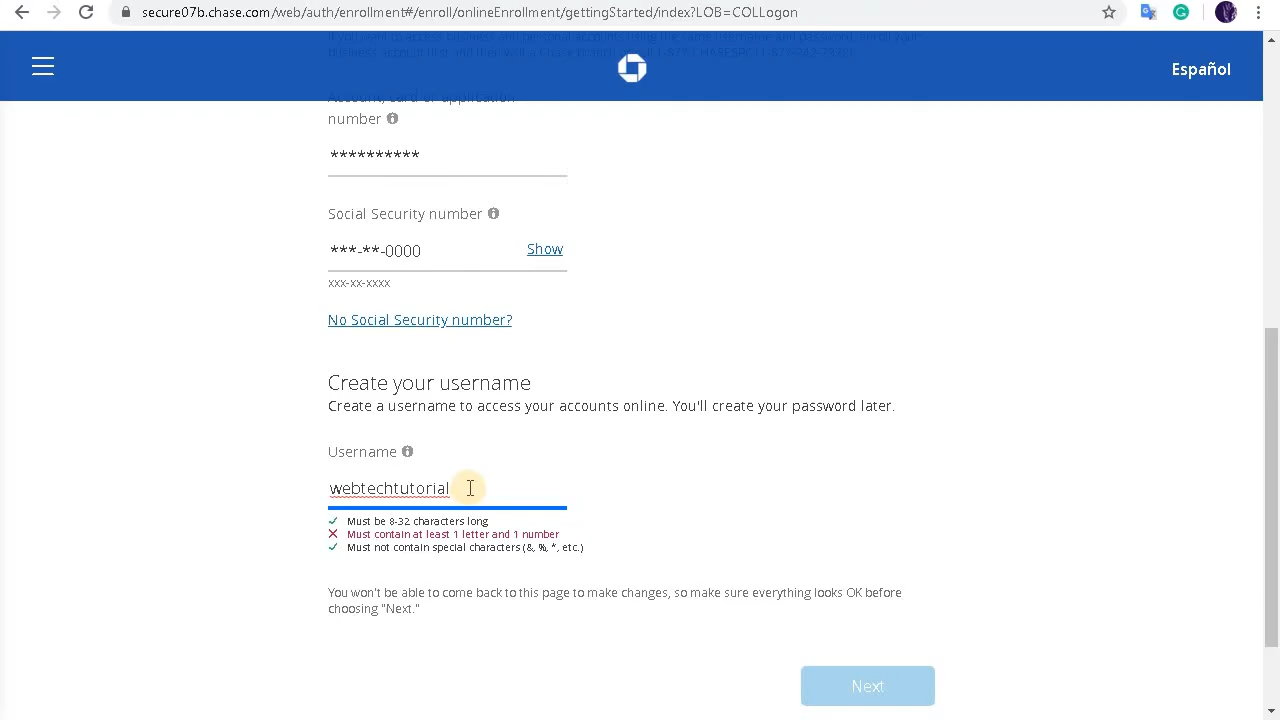 secure07b.chase.com/web/auth/enrollment#/enroll/onlineEnrollment/gettingStarted/index?LOB=COLLogon
Español
Account, card or application
number
**********
Social Security number
***-**-0000
Show
xxx-xx-xxxx
No Social Security number?
Create your username
Create a username to access your accounts online. You'll create your password later.
Username
webtechtutorial
Must be 8-32 characters long
Must contain at least 1 letter and 1 number
Must not contain special characters (&, %, *, etc.)
You won't be able to come back to this page to make changes, so make sure everything looks OK before
choosing "Next."
Next